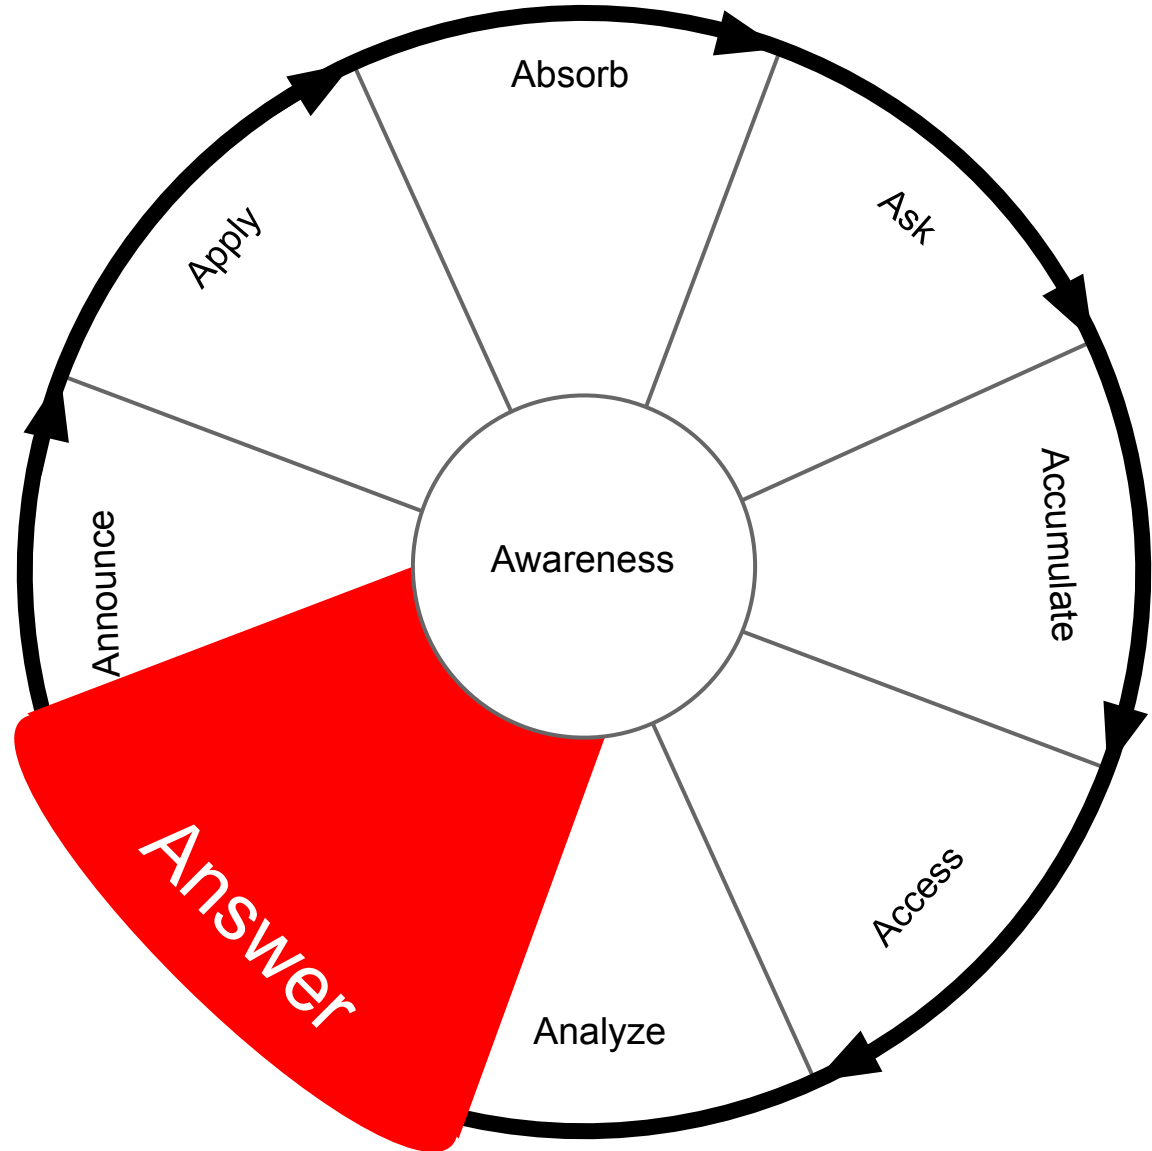 Absorb
Ask
Accumulate
Access
Analyze
Answer
Announce
Apply
Awareness